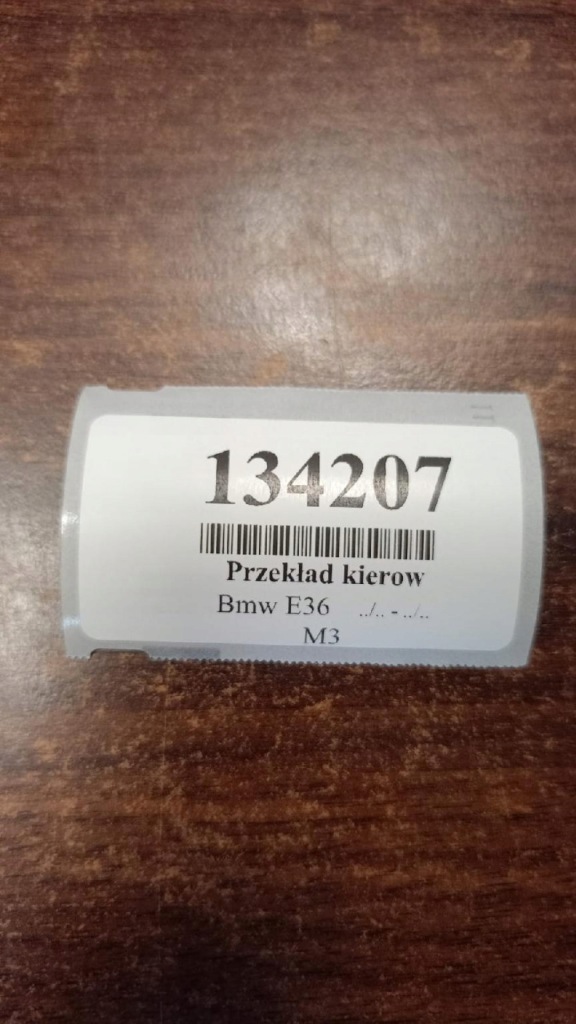 134207
Przekład kierow
Bmw E36 ../.. - ../..
M3